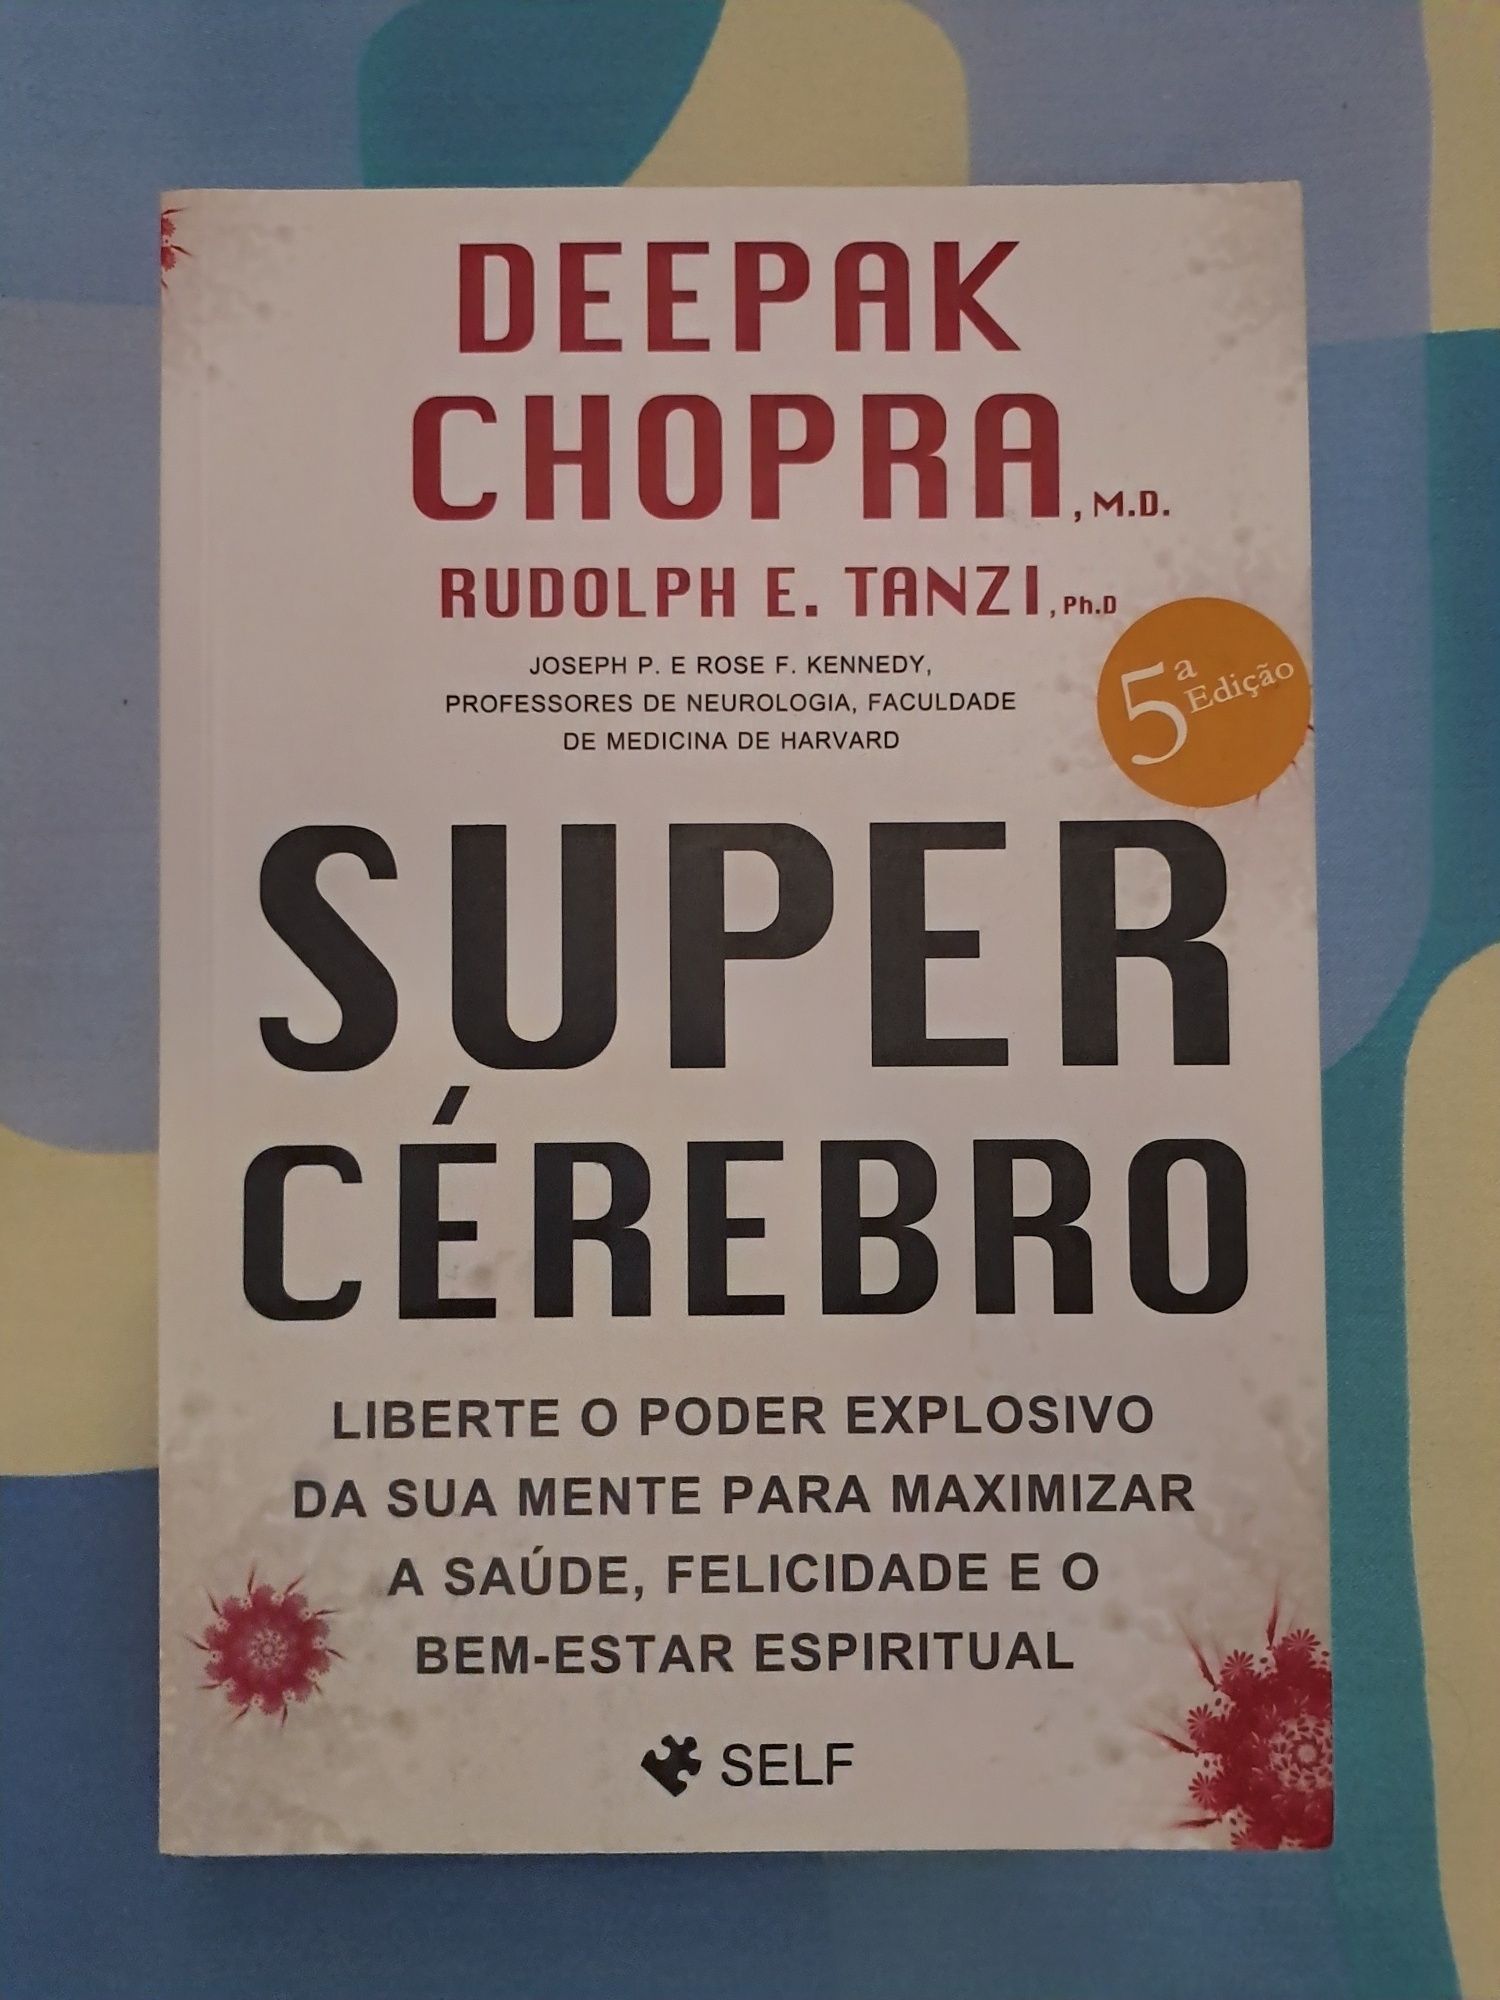 DEEPAK
CHOPRA, M.D.
RUDOLPH E. TANZI, Ph.D
JOSEPH P. E ROSE F. KENNEDY,
PROFESSORES DE NEUROLOGIA, FACULDADE
DE MEDICINA DE HARVARD
5ª
Edição
SUPER
CÉREBRO
LIBERTE O PODER EXPLOSIVO
DA SUA MENTE PARA MAXIMIZAR
A SAÚDE, FELICIDADE E O
BEM-ESTAR ESPIRITUAL
SELF